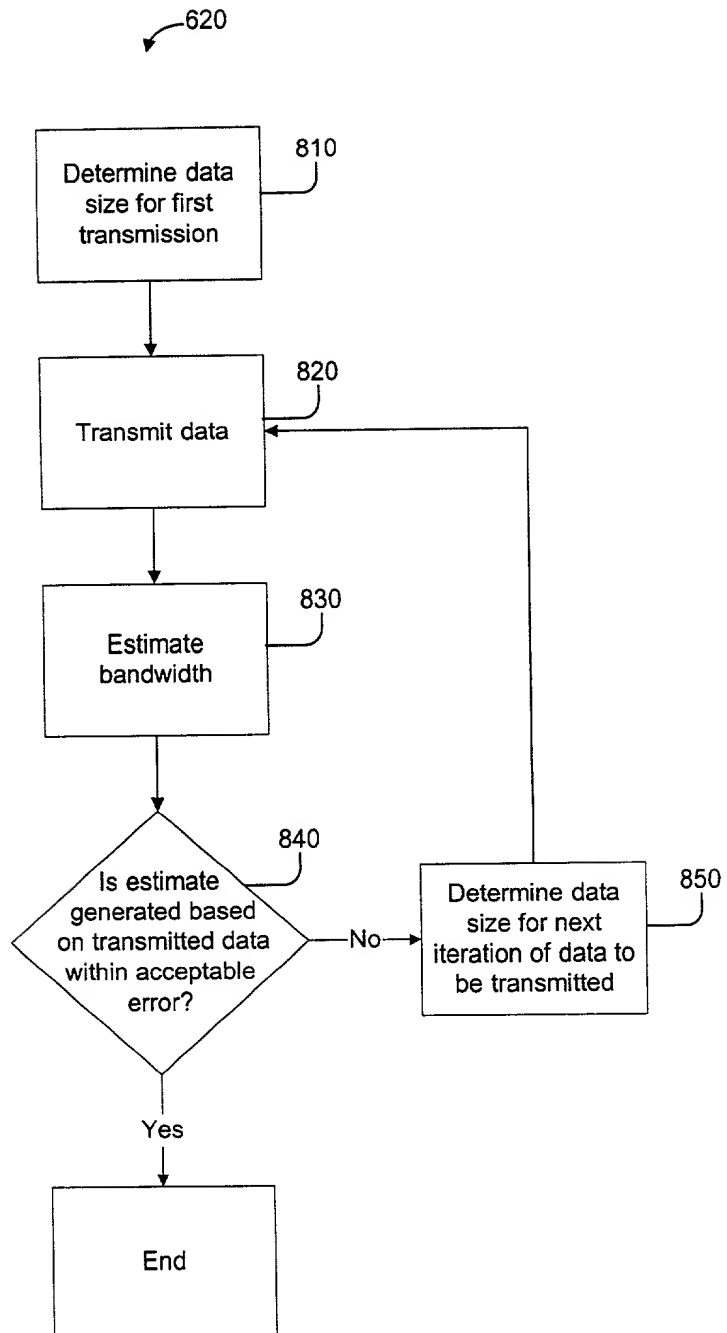 620
810
Determine data
size for first
transmission
820
Transmit data
830
Estimate
bandwidth
840
Is estimate
generated based
on transmitted data
within acceptable
error?
No
850
Determine data
size for next
iteration of data to
be transmitted
Yes
End